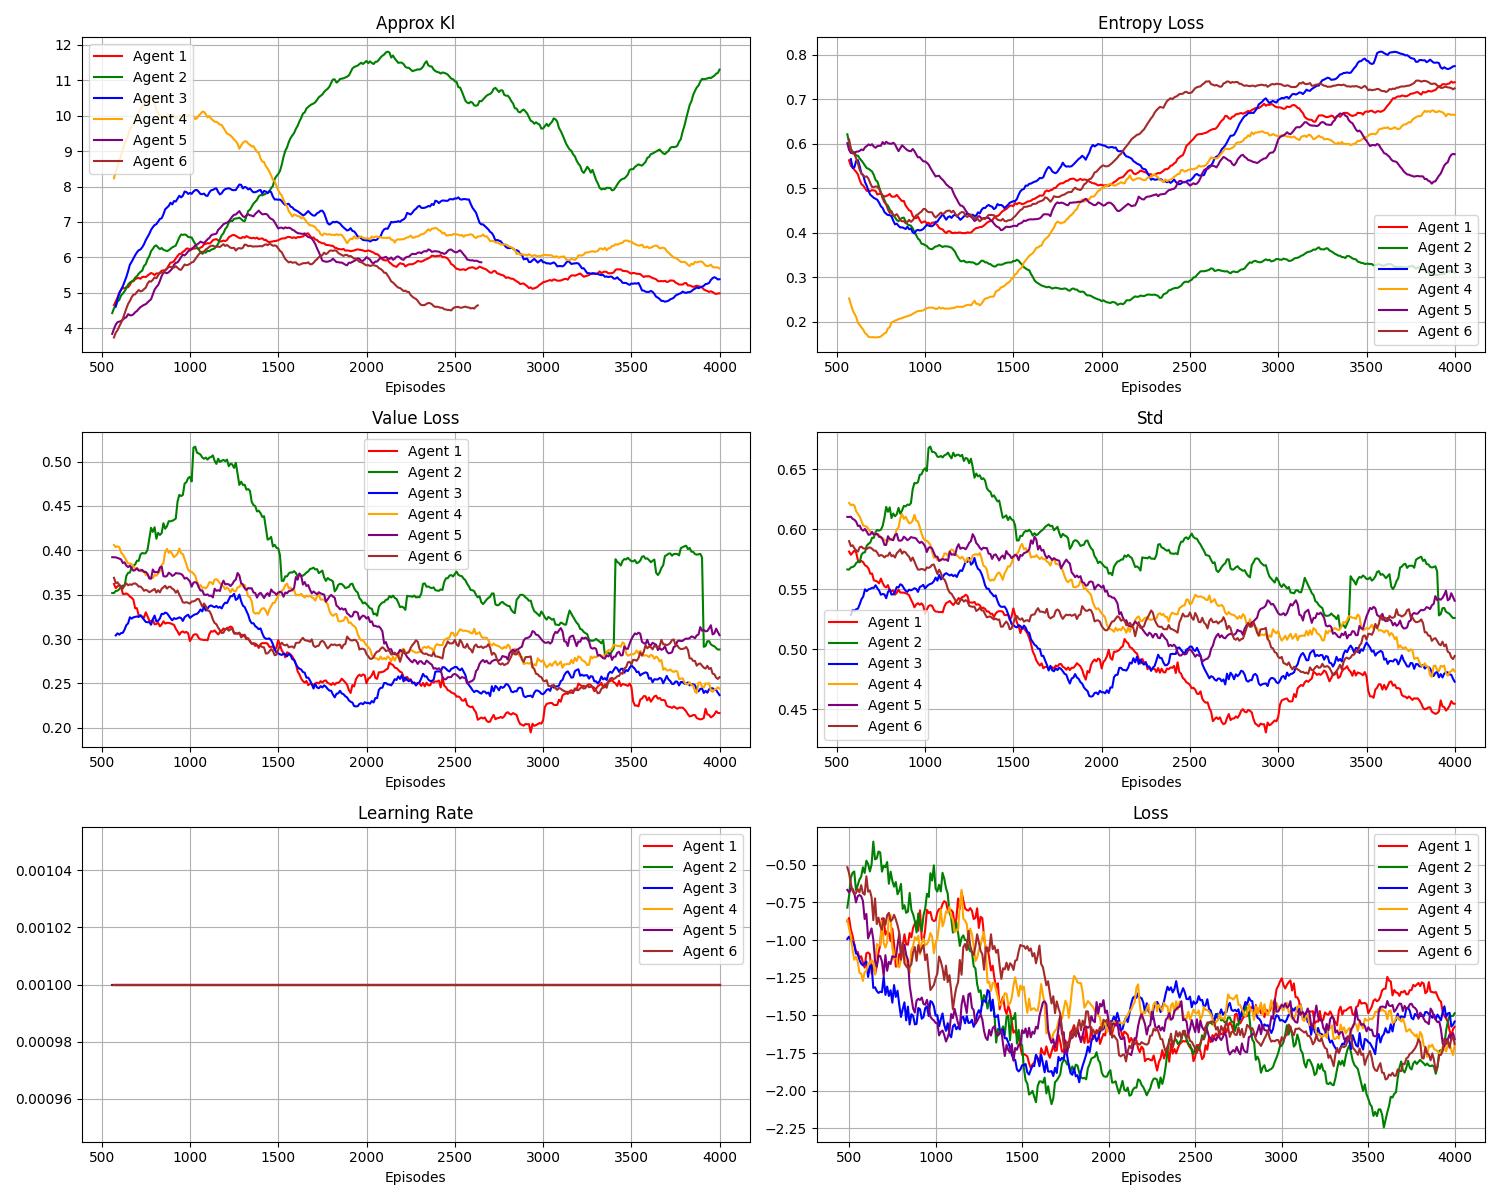 Approx Kl
12
11
10
9
8
7
6
5
4
Agent 1
Agent 2
Agent 3
Agent 4
Agent 5
Agent 6
500 1000 1500 2000 2500 3000 3500 4000
Episodes
Entropy Loss
0.8
0.7
0.6
0.5
0.4
0.3
0.2
Agent 1
Agent 2
Agent 3
Agent 4
Agent 5
Agent 6
500 1000 1500 2000 2500 3000 3500 4000
Episodes
Value Loss
0.50
0.45
0.40
0.35
0.30
0.25
0.20
Agent 1
Agent 2
Agent 3
Agent 4
Agent 5
Agent 6
500 1000 1500 2000 2500 3000 3500 4000
Episodes
Std
0.65
0.60
0.55
0.50
0.45
Agent 1
Agent 2
Agent 3
Agent 4
Agent 5
Agent 6
500 1000 1500 2000 2500 3000 3500 4000
Episodes
Learning Rate
0.00104
0.00102
0.00100
0.00098
0.00096
Agent 1
Agent 2
Agent 3
Agent 4
Agent 5
Agent 6
500 1000 1500 2000 2500 3000 3500 4000
Episodes
Loss
−0.50
−0.75
−1.00
−1.25
−1.50
−1.75
−2.00
−2.25
Agent 1
Agent 2
Agent 3
Agent 4
Agent 5
Agent 6
500 1000 1500 2000 2500 3000 3500 4000
Episodes